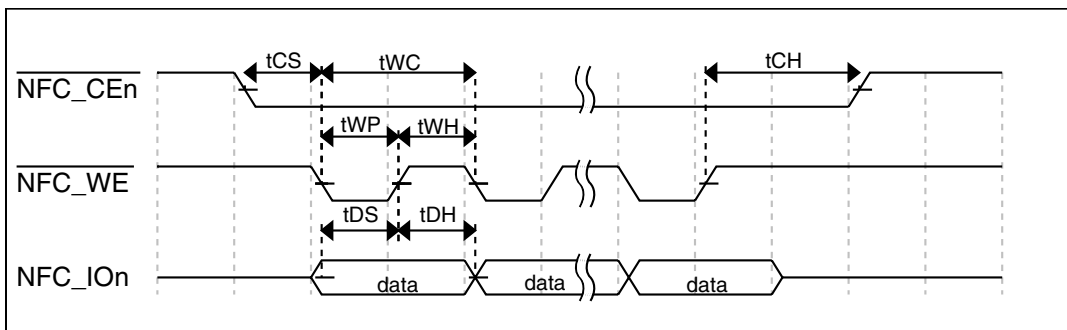 tCS tWC tCH
NFC_CEn
tWP tWH
NFC_WE
tDS tDH
NFC_IOn
data data data